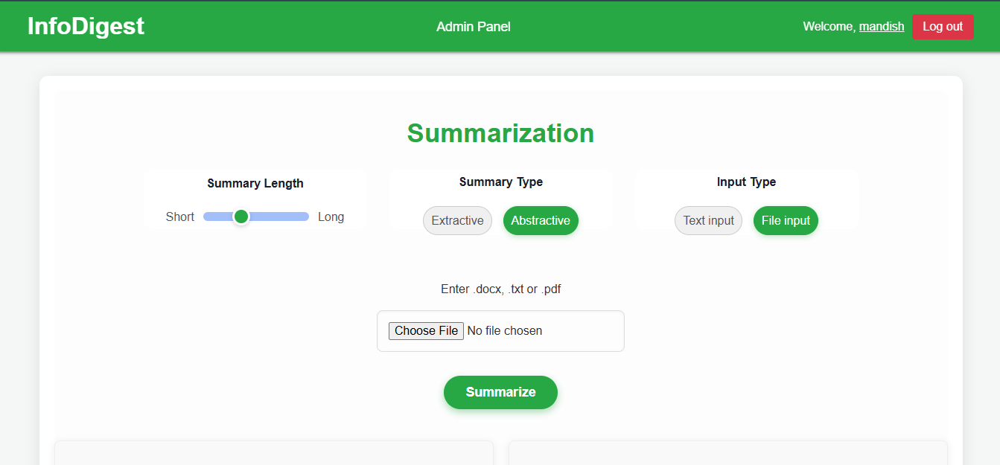 InfoDigest
Admin Panel
Welcome, mandish
Log out
Summarization
Summary Length
Short
Long
Summary Type
Extractive
Abstractive
Input Type
Text input
File input
Enter .docx, .txt or .pdf
Choose File No file chosen
Summarize